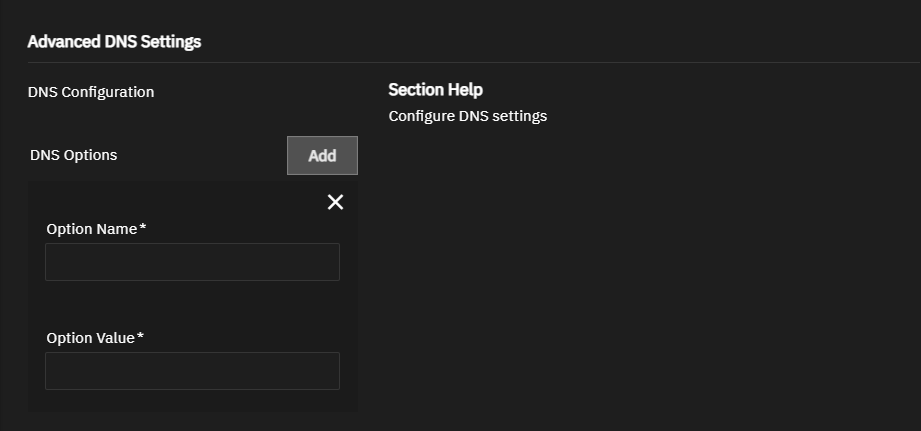 Advanced DNS Settings
DNS Configuration
Section Help
Configure DNS settings
DNS Options
Add
Option Name*
Option Value*